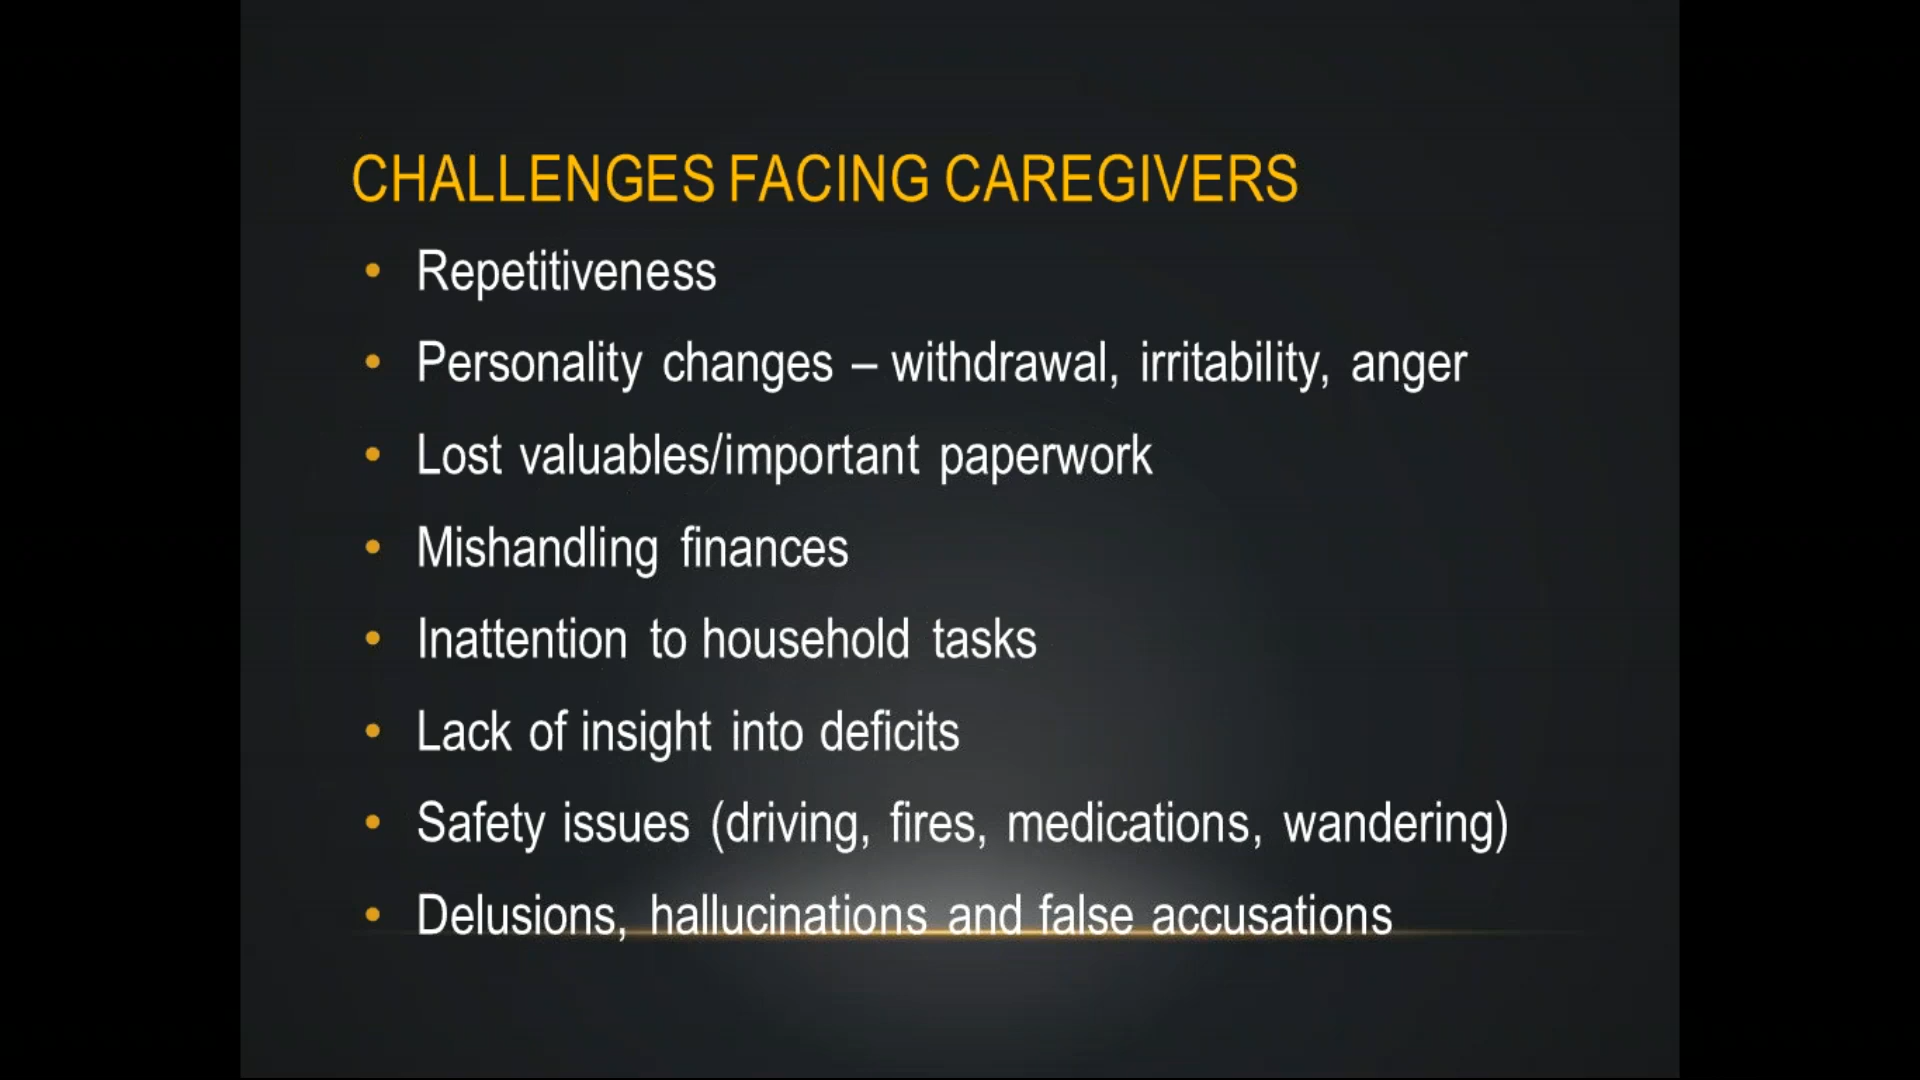 CHALLENGES FACING CAREGIVERS
• Repetitiveness
• Personality changes – withdrawal, irritability, anger
• Lost valuables/important paperwork
• Mishandling finances
• Inattention to household tasks
• Lack of insight into deficits
• Safety issues (driving, fires, medications, wandering)
• Delusions, hallucinations and false accusations